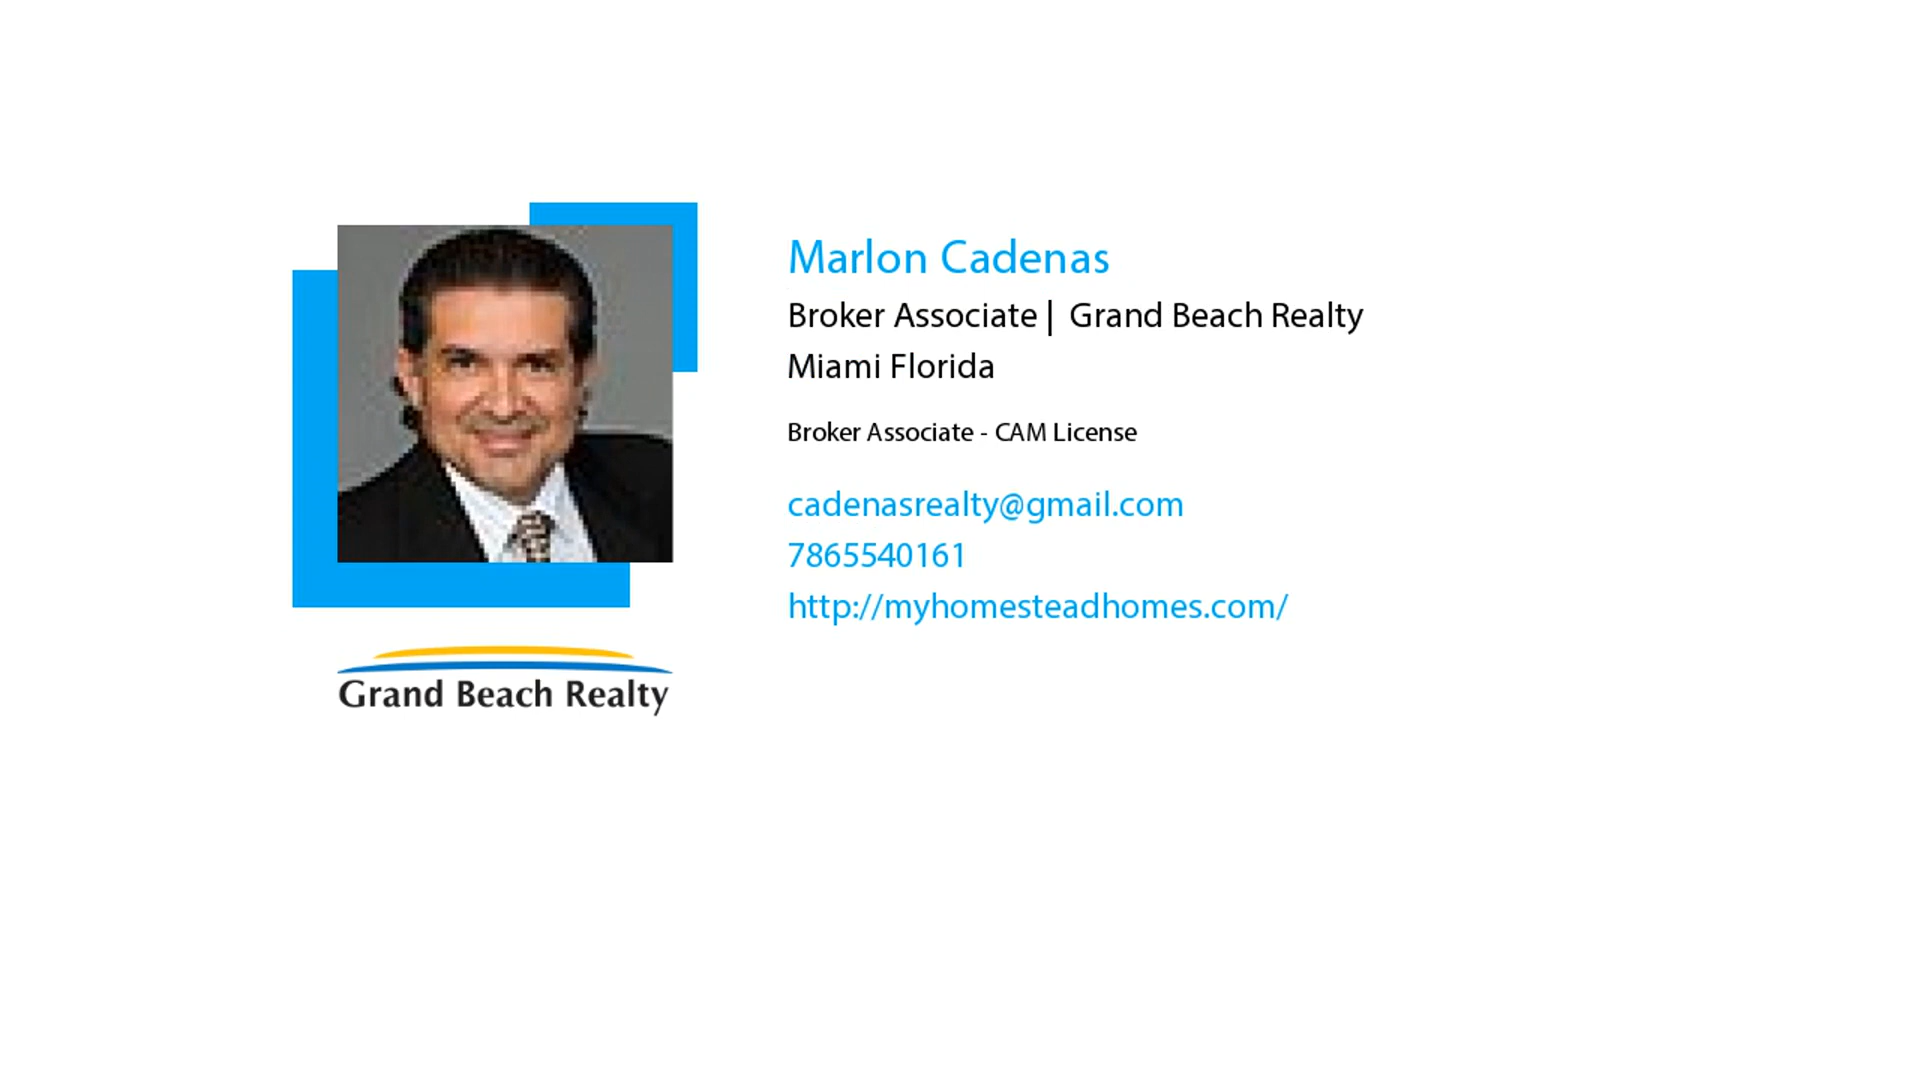 Marlon Cadenas
Broker Associate | Grand Beach Realty
Miami Florida
Broker Associate - CAM License
cadenasrealty@gmail.com
7865540161
http://myhomesteadhomes.com/
Grand Beach Realty